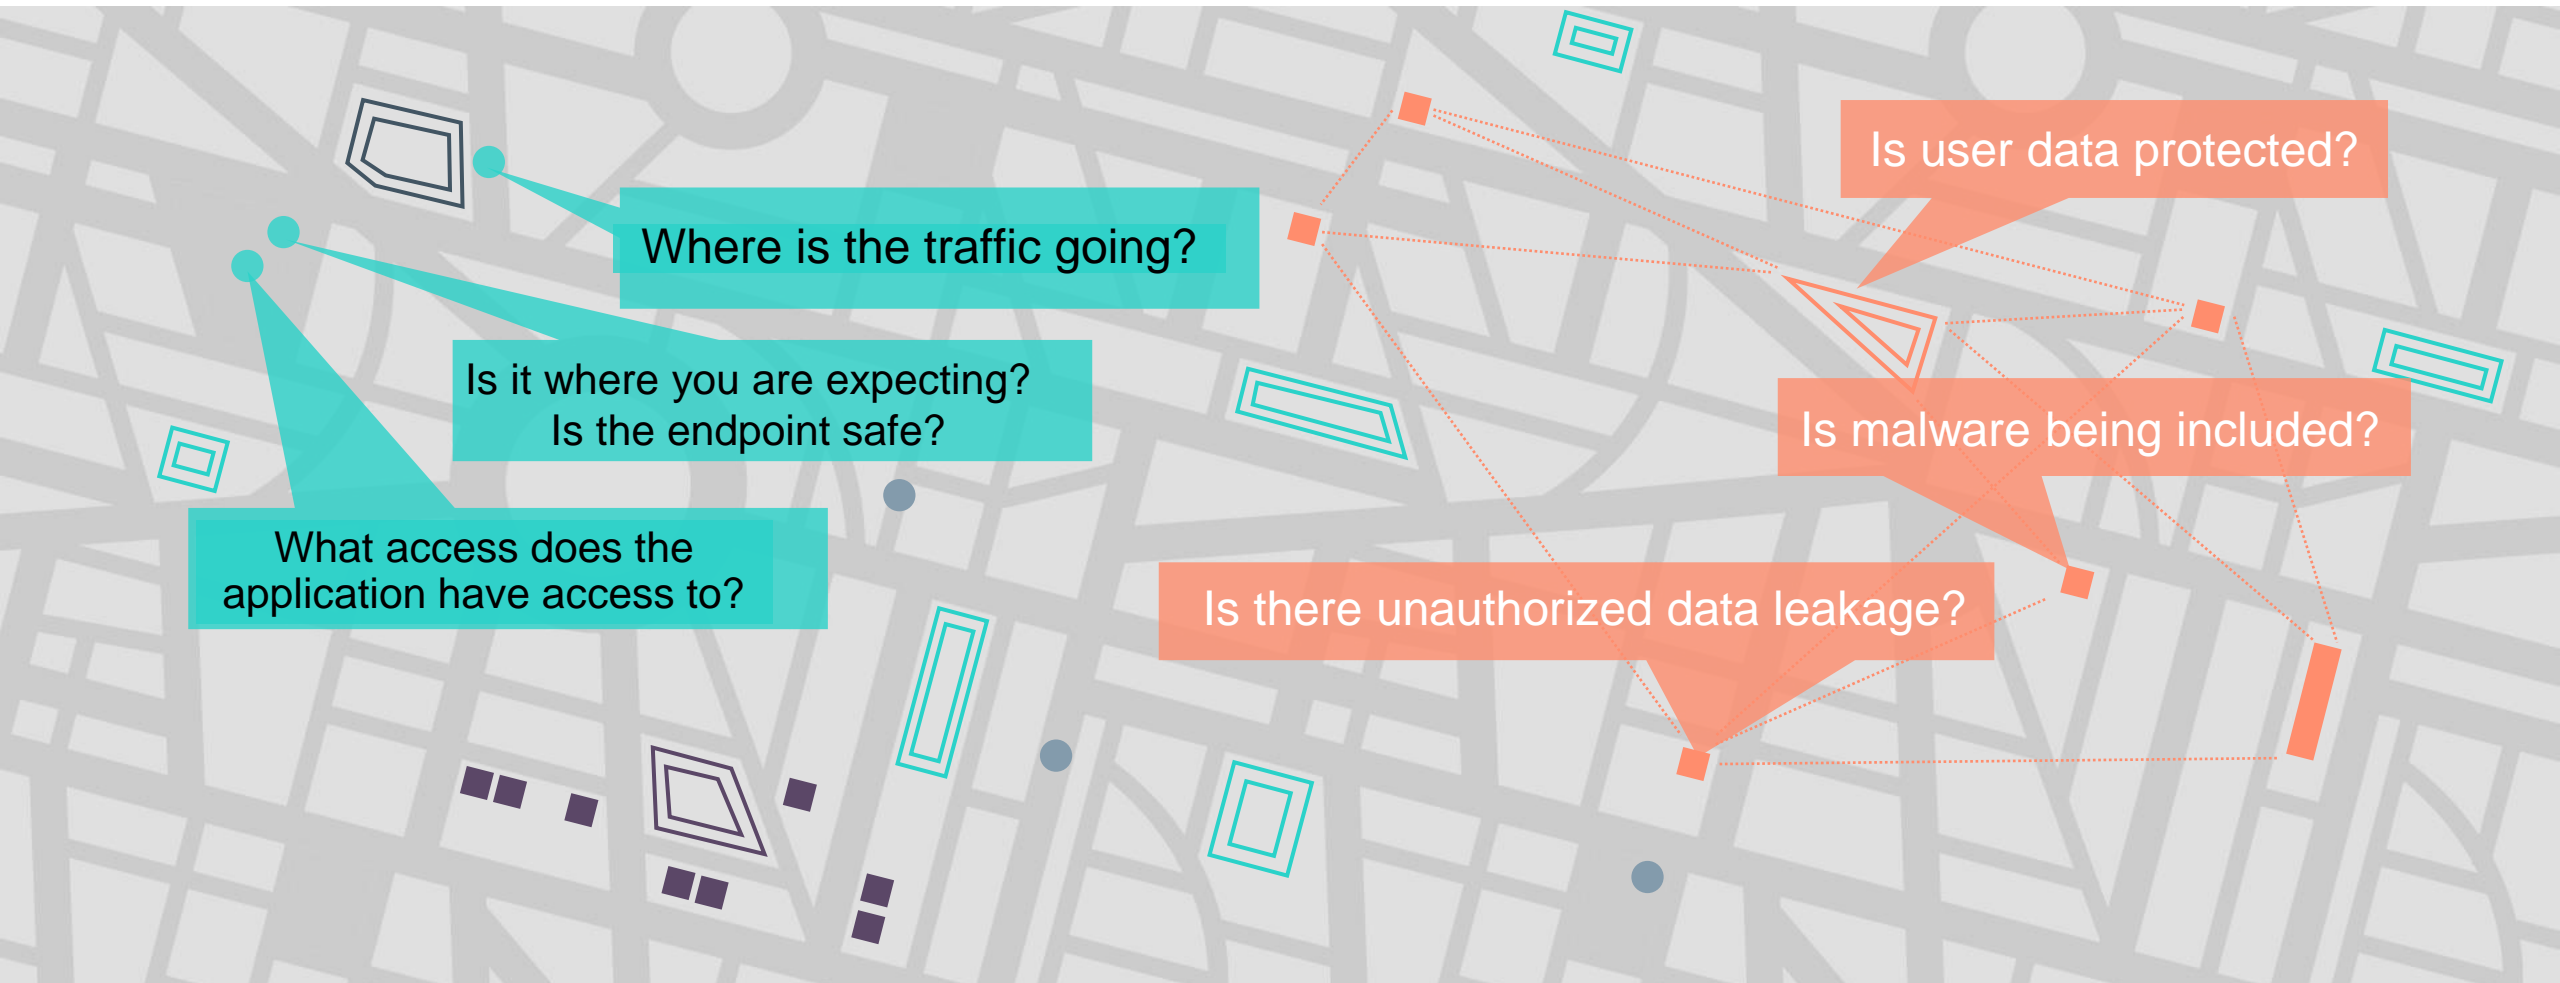 Where is the traffic going?
Is it where you are expecting?
Is the endpoint safe?
What access does the
application have access to?
Is user data protected?
Is malware being included?
Is there unauthorized data leakage?